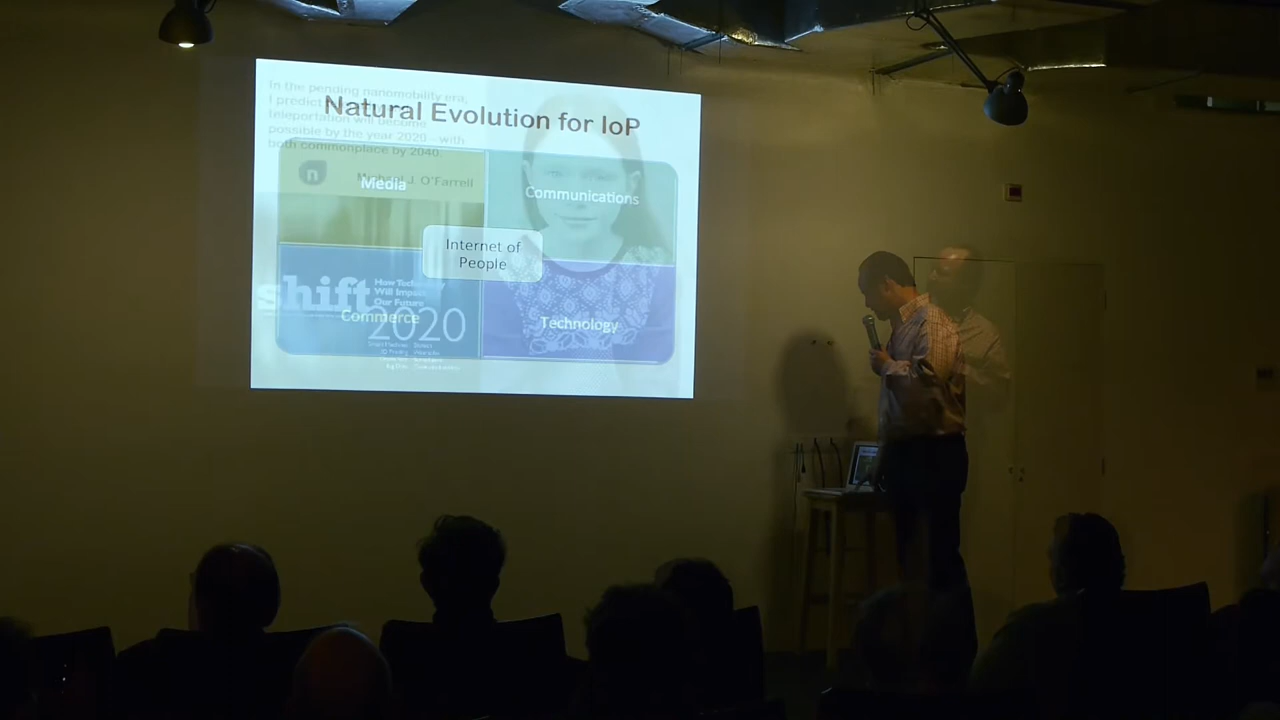 In the pending nanomobility era,
I predict
Natural Evolution for IoP
Teleportation will become
possible by the year 2020 - with
both commonplace by 2040.
n
Michael J. O'Farrell
Media
Communications
Internet of
People
shift
How Technology
Will Impact
Our Future
2020
Commerce
Technology